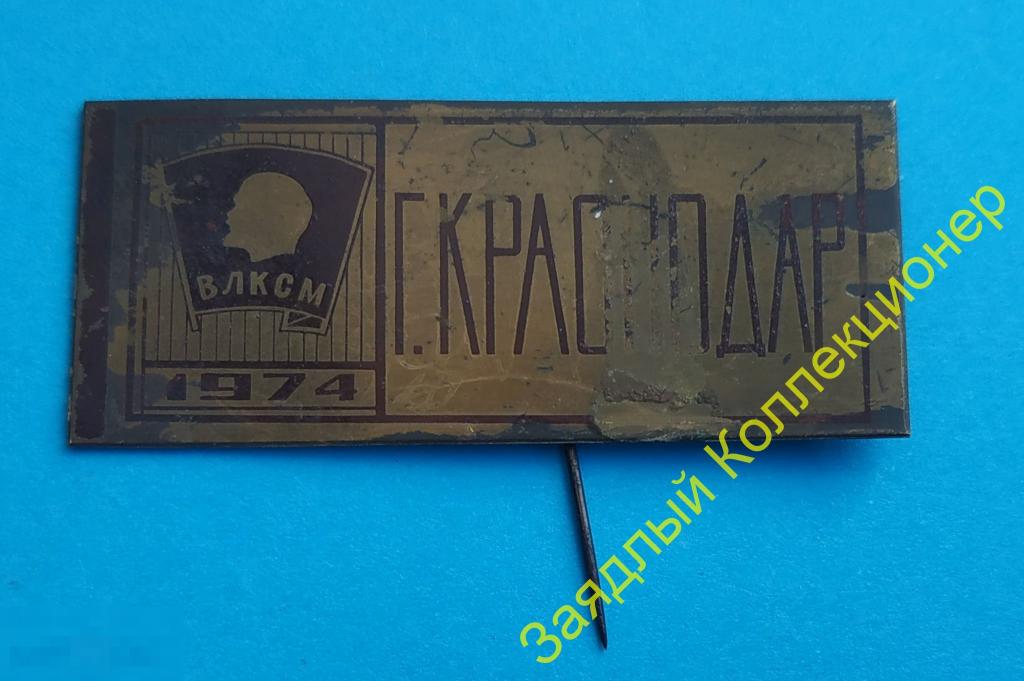 ВЛКСМ
1974
Г.КРАСНОДАР
Заядлый Коллекционер